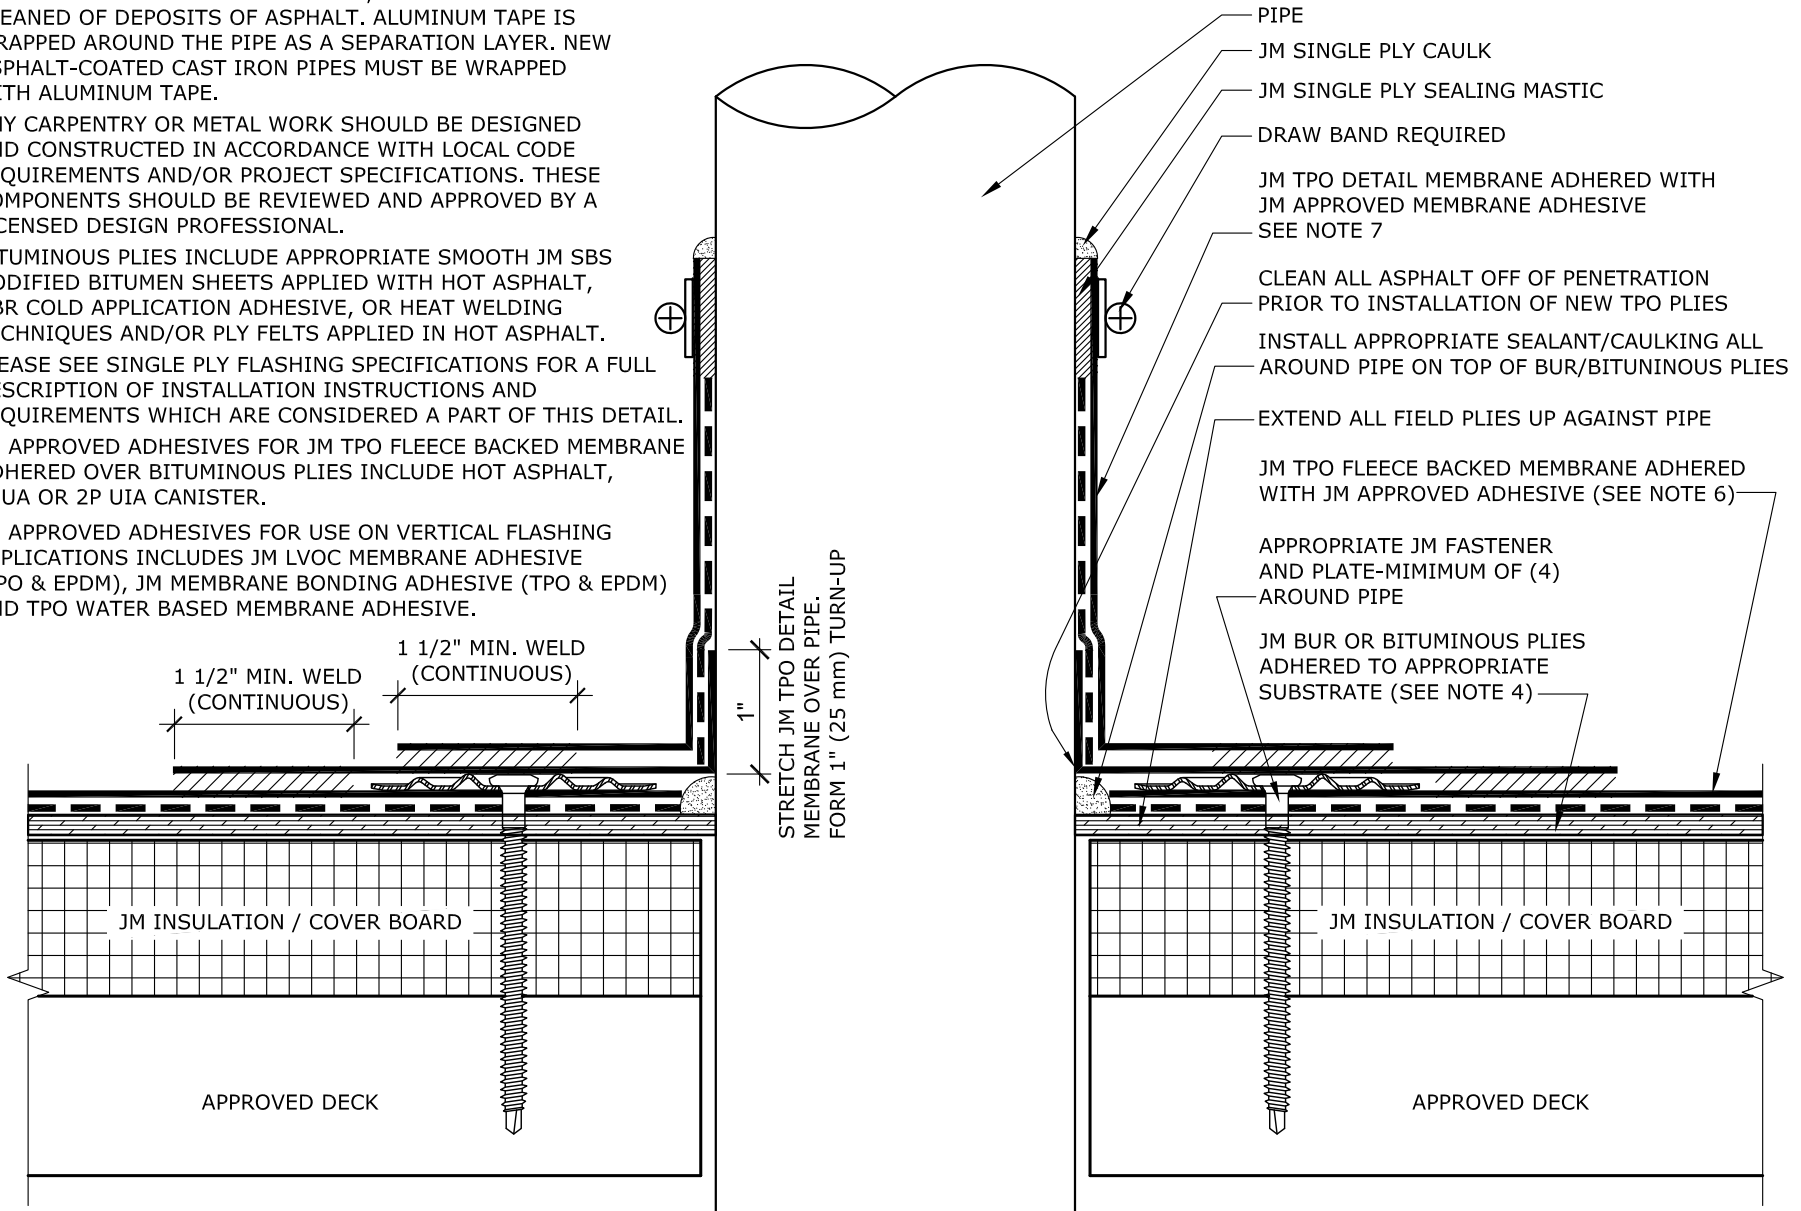 EANED OF DEPOSITS OF ASPHALT. ALUMINUM TAPE IS
RAPPED AROUND THE PIPE AS A SEPARATION LAYER. NEW
SPHALT-COATED CAST IRON PIPES MUST BE WRAPPED
ITH ALUMINUM TAPE.
NY CARPENTRY OR METAL WORK SHOULD BE DESIGNED
ND CONSTRUCTED IN ACCORDANCE WITH LOCAL CODE
QUIREMENTS AND/OR PROJECT SPECIFICATIONS. THESE
OMPONENTS SHOULD BE REVIEWED AND APPROVED BY A
CENSED DESIGN PROFESSIONAL.
TUMINOUS PLIES INCLUDE APPROPRIATE SMOOTH JM SBS
ODIFIED BITUMEN SHEETS APPLIED WITH HOT ASPHALT,
BR COLD APPLICATION ADHESIVE, OR HEAT WELDING
CHNIQUES AND/OR PLY FELTS APPLIED IN HOT ASPHALT.
EASE SEE SINGLE PLY FLASHING SPECIFICATIONS FOR A FULL
ESCRIPTION OF INSTALLATION INSTRUCTIONS AND
QUIREMENTS WHICH ARE CONSIDERED A PART OF THIS DETAIL.
APPROVED ADHESIVES FOR JM TPO FLEECE BACKED MEMBRANE
DHERED OVER BITUMINOUS PLIES INCLUDE HOT ASPHALT,
UA OR 2P UIA CANISTER.
APPROVED ADHESIVES FOR USE ON VERTICAL FLASHING
PLICATIONS INCLUDES JM LVOC MEMBRANE ADHESIVE
PO & EPDM), JM MEMBRANE BONDING ADHESIVE (TPO & EPDM)
ND TPO WATER BASED MEMBRANE ADHESIVE.
1 1/2" MIN. WELD
(CONTINUOUS)
1 1/2" MIN. WELD
(CONTINUOUS)
1"
STRETCH JM TPO DETAIL
MEMBRANE OVER PIPE.
FORM 1" (25 mm) TURN-UP
PIPE
JM SINGLE PLY CAULK
JM SINGLE PLY SEALING MASTIC
DRAW BAND REQUIRED
JM TPO DETAIL MEMBRANE ADHERED WITH
JM APPROVED MEMBRANE ADHESIVE
SEE NOTE 7
CLEAN ALL ASPHALT OFF OF PENETRATION
PRIOR TO INSTALLATION OF NEW TPO PLIES
INSTALL APPROPRIATE SEALANT/CAULKING ALL
AROUND PIPE ON TOP OF BUR/BITUNINOUS PLIES
EXTEND ALL FIELD PLIES UP AGAINST PIPE
JM TPO FLEECE BACKED MEMBRANE ADHERED
WITH JM APPROVED ADHESIVE (SEE NOTE 6)
APPROPRIATE JM FASTENER
AND PLATE-MIMIMUM OF (4)
AROUND PIPE
JM BUR OR BITUMINOUS PLIES
ADHERED TO APPROPRIATE
SUBSTRATE (SEE NOTE 4)
JM INSULATION / COVER BOARD
JM INSULATION / COVER BOARD
APPROVED DECK
APPROVED DECK